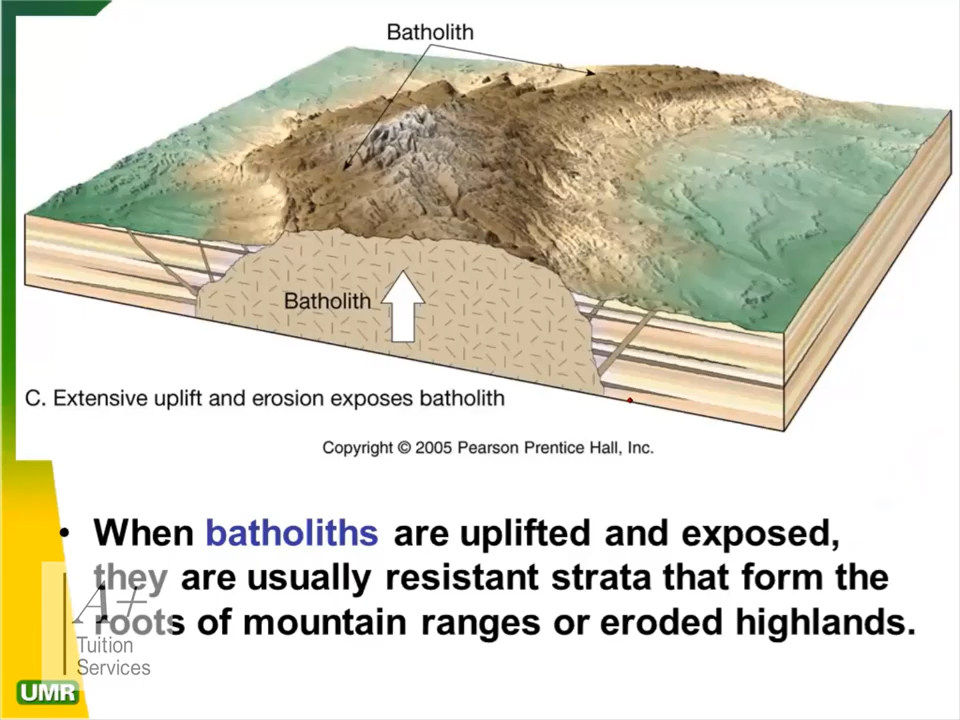 Batholith
Batholith
C. Extensive uplift and erosion exposes batholith
Copyright © 2005 Pearson Prentice Hall, Inc.
• When batholiths are uplifted and exposed,
they are usually resistant strata that form the
roots of mountain ranges or eroded highlands.
A+
Tuition
Services
UMR